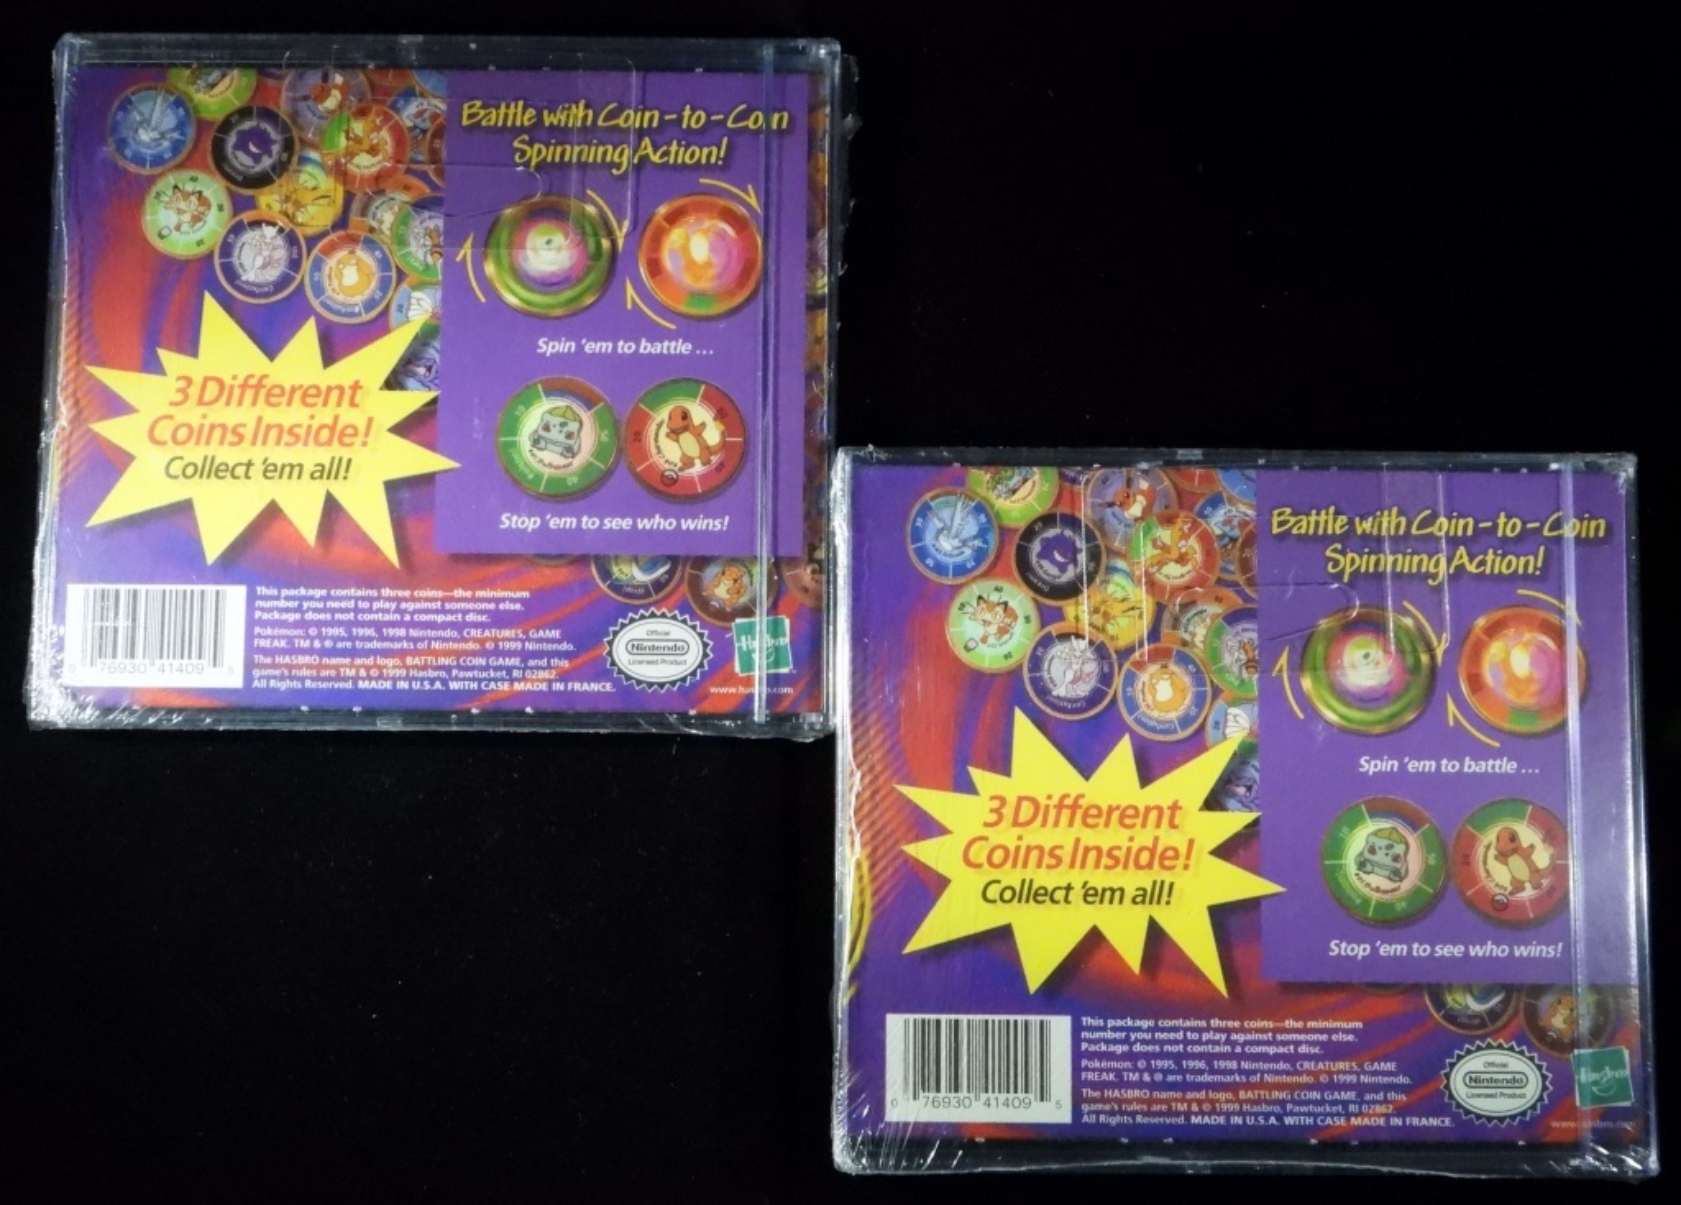 Battle with Coin-to-Coin
Spinning Action!
Spin 'em to battle ...
3 Different
Coins Inside!
Collect 'em all!
Stop 'em to see who wins!
This package contains three coins—the minimum
number you need to play against someone else.
Package does not contain a compact disc.
Pokémon: © 1995, 1996, 1998 Nintendo, CREATURES, GAME
FREAK. TM & ® are trademarks of Nintendo. © 1999 Nintendo.
The HASBRO name and logo, BATTLING COIN GAME, and this
game's rules are TM & © 1999 Hasbro, Pawtucket, RI 02862.
All Rights Reserved. MADE IN U.S.A. WITH CASE MADE IN FRANCE.
0 76930 41409 5
Official
Nintendo
Licensed Product
Hasbro
www.hasbro.com
Battle with Coin-to-Coin
Spinning Action!
Spin 'em to battle ...
3 Different
Coins Inside!
Collect 'em all!
Stop 'em to see who wins!
This package contains three coins—the minimum
number you need to play against someone else.
Package does not contain a compact disc.
Pokémon: © 1995, 1996, 1998 Nintendo, CREATURES, GAME
FREAK. TM & ® are trademarks of Nintendo. © 1999 Nintendo.
The HASBRO name and logo, BATTLING COIN GAME, and this
game's rules are TM & © 1999 Hasbro, Pawtucket, RI 02862.
All Rights Reserved. MADE IN U.S.A. WITH CASE MADE IN FRANCE.
0 76930 41409 5
Official
Nintendo
Licensed Product
Hasbro
www.hasbro.com